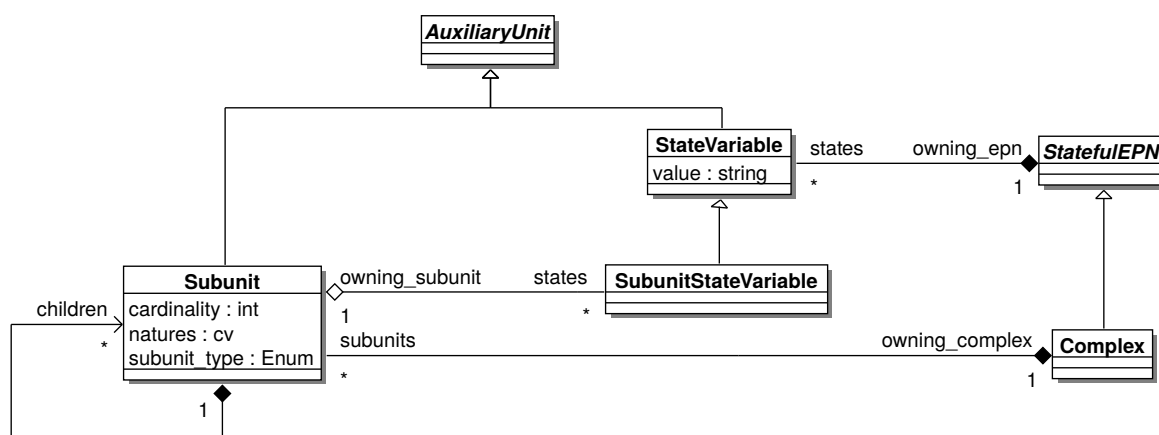 AuxiliaryUnit
StateVariable
value : string
states
owning_epn
StatefulEPN
*
1
Subunit
cardinality : int
natures : cv
subunit_type : Enum
owning_subunit
states
SubunitStateVariable
1
*
children
*
subunits
owning_complex
Complex
*
1
1